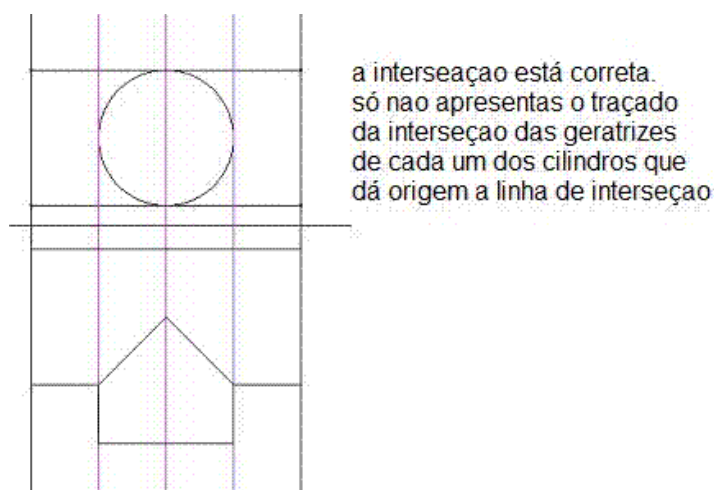 a interseaçao está correta.
só nao apresentas o traçado
da interseçao das geratrizes
de cada um dos cilindros que
dá origem a linha de interseçao